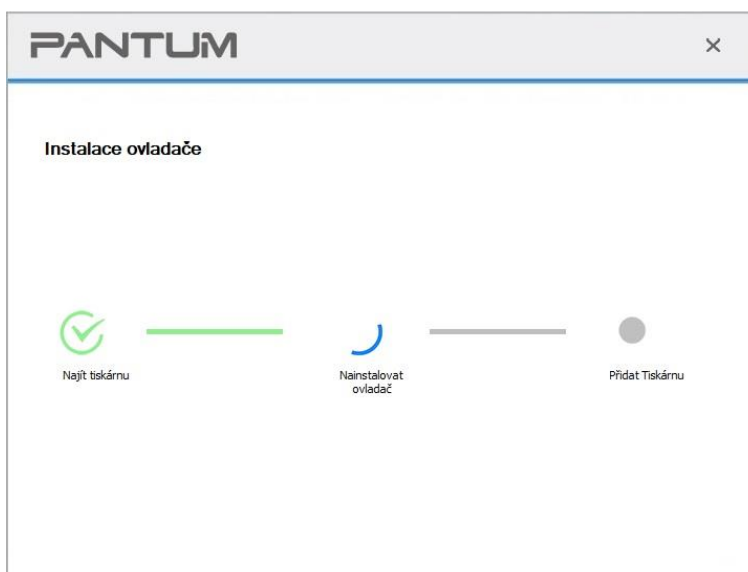 PANTUM
Instalace ovladače
Najít tiskárnu
Nainstalovat
ovladač
Přidat Tiskárnu